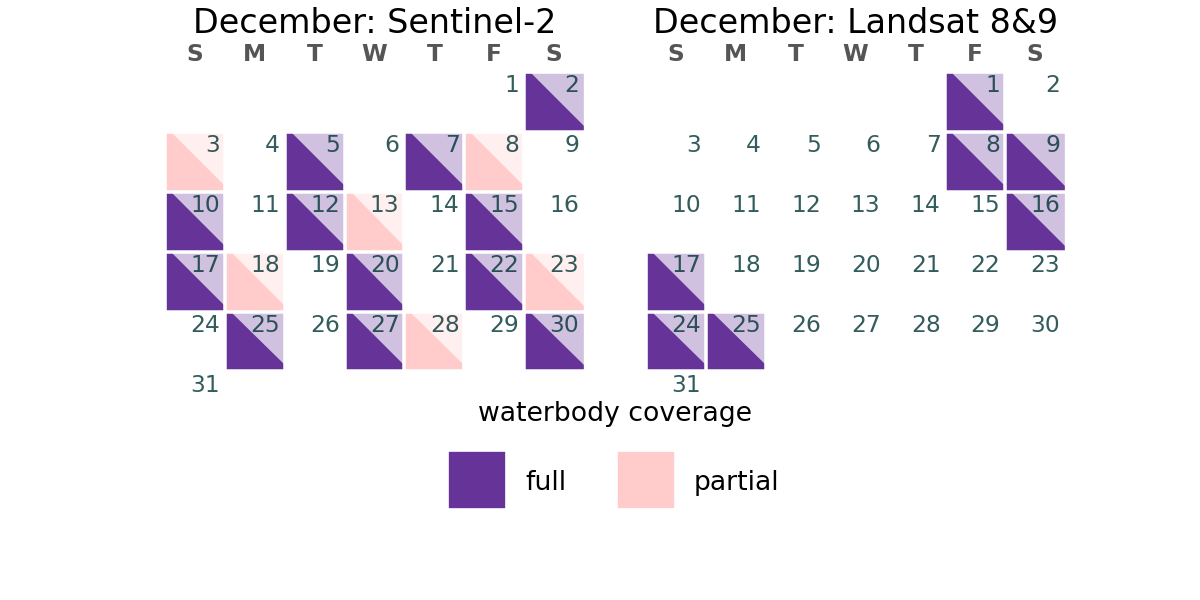 December: Sentinel-2
S M T W T F S
1 2
3 4 5 6 7 8 9
10 11 12 13 14 15 16
17 18 19 20 21 22 23
24 25 26 27 28 29 30
31
December: Landsat 8&9
S M T W T F S
1 2
3 4 5 6 7 8 9
10 11 12 13 14 15 16
17 18 19 20 21 22 23
24 25 26 27 28 29 30
31
waterbody coverage
full partial